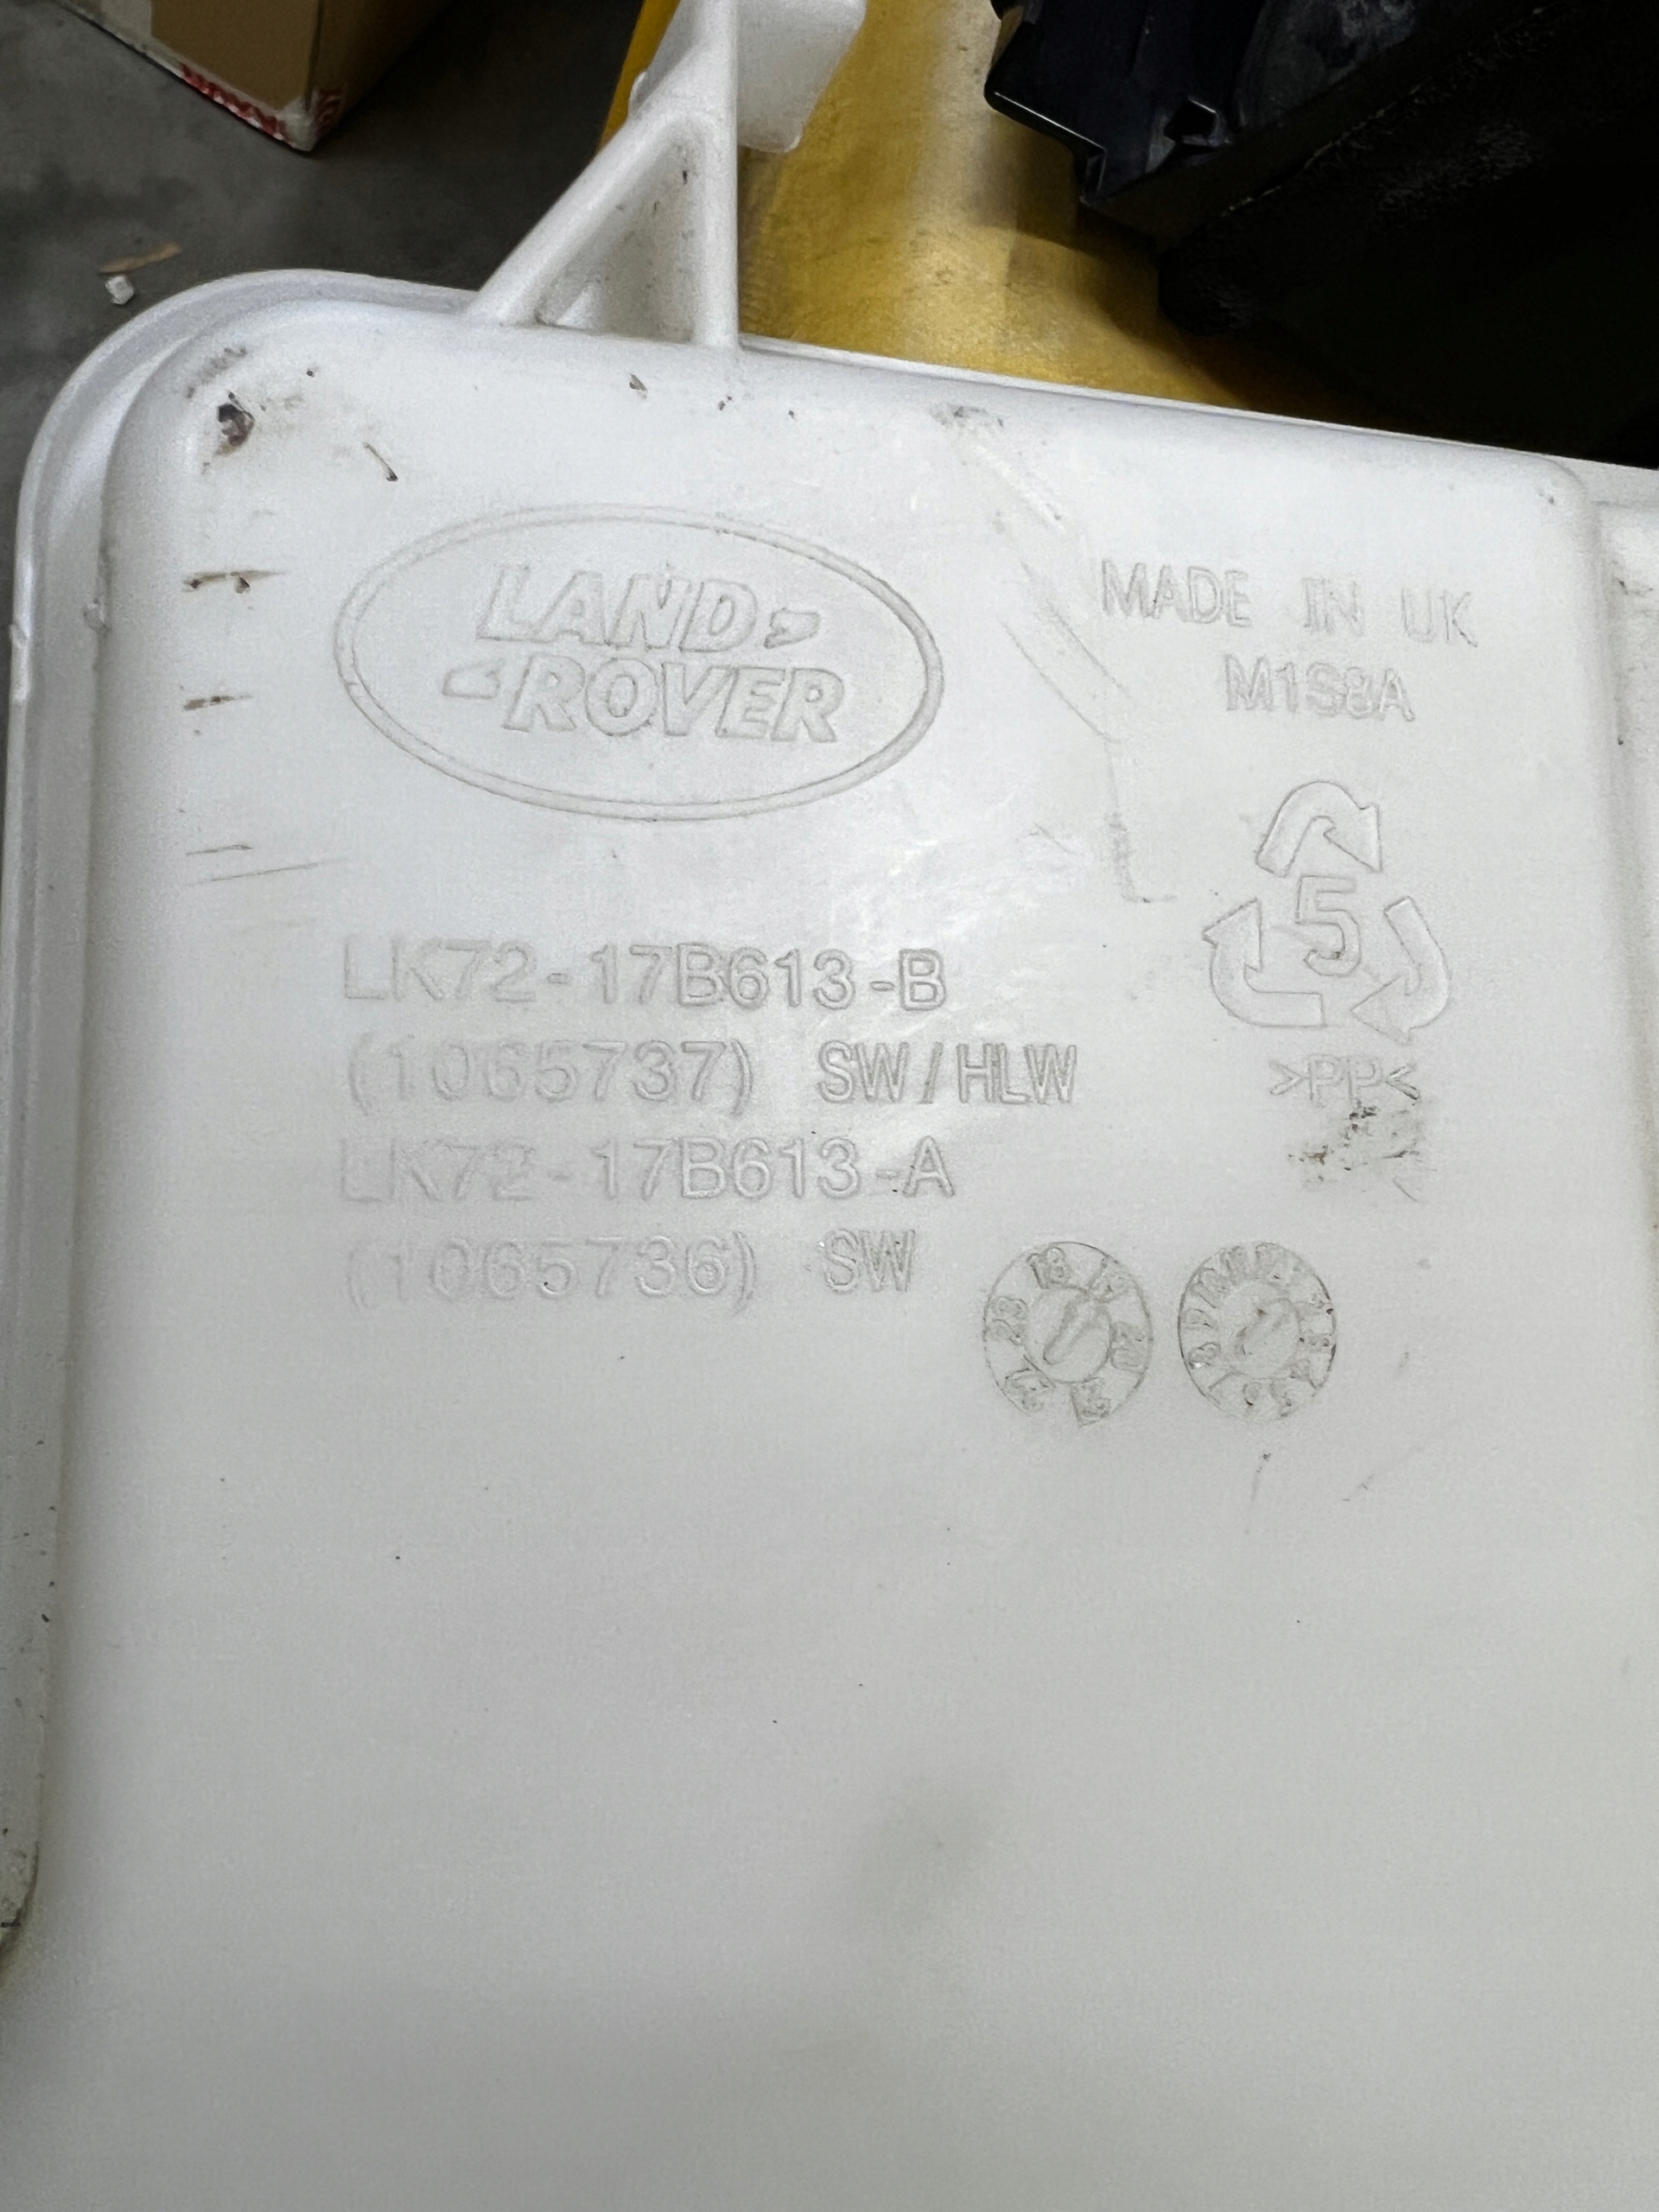 LAND
ROVER
MADE IN UK
M1S8A
5
>PP<
LK72-17B613-B
(1065737) SW/HLW
LK72-17B613-A
(1065736) SW